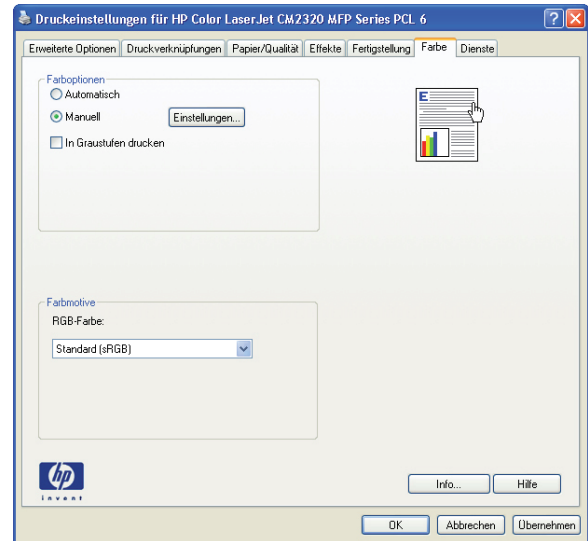 Druckeinstellungen für HP Color LaserJet CM2320 MFP Series PCL 6
Erweiterte Optionen Druckverknüpfungen Papier/Qualität Effekte Fertigstellung Farbe Dienste
Farboptionen
Automatisch
Manuell Einstellungen...
In Graustufen drucken
E
Farbmotive
RGB-Farbe:
Standard (sRGB)
hp
invent
Info... Hilfe
OK Abbrechen Übernehmen